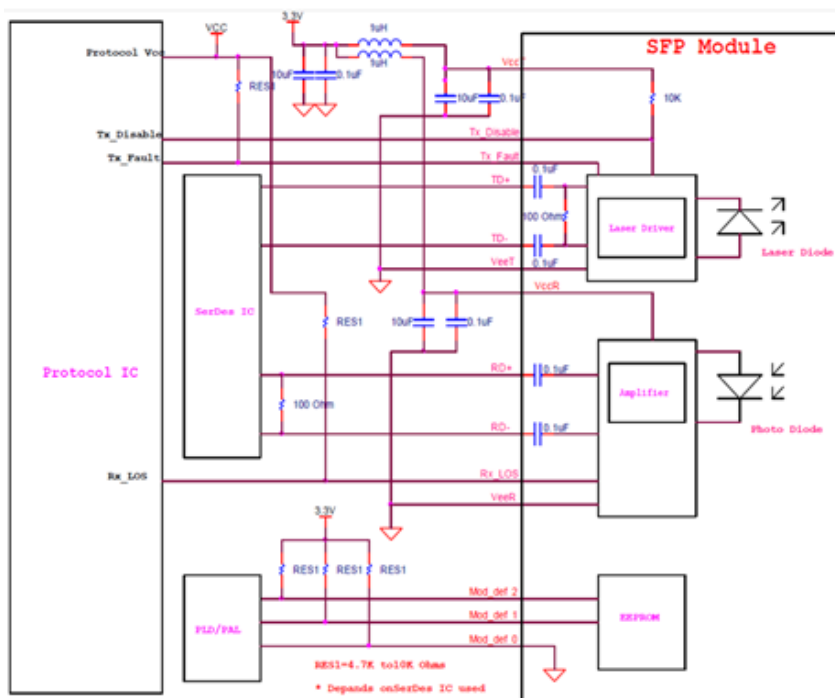 3.3V
SFP Module
VCC
1uH
Protocol Vcc
1uH
VccT
RES1
10uF
0.1uF
10uF
0.1uF
10K
Tx_Disable
Tx_Disable
Tx_Fault
Tx_Fault
0.1uF
TD+
100 Ohm
Laser Driver
TD-
0.1uF
Laser Diode
VeeT
VccR
SerDes IC
RES1
10uF
0.1uF
Protocol IC
RD+
0.1uF
100 Ohm
Amplifier
RD-
0.1uF
Photo Diode
Rx_LOS
Rx_LOS
VeeR
3.3V
RES1
RES1
RES1
Mod_def 2
PLD/PAL
Mod_def 1
EEPROM
Mod_def 0
RES1=4.7K to10K Ohms
* Depands onSerDes IC used